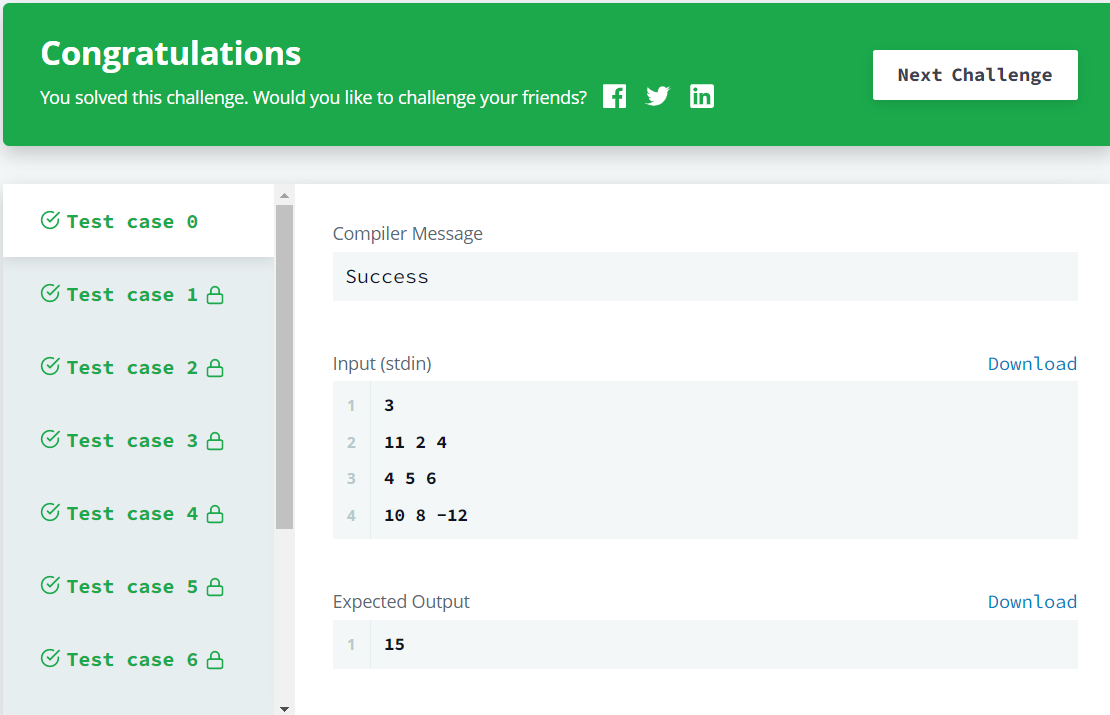 Congratulations
You solved this challenge. Would you like to challenge your friends?
Next Challenge
Test case 0
Test case 1
Test case 2
Test case 3
Test case 4
Test case 5
Test case 6
Compiler Message
Success
Input (stdin)
Download
1 3
2 11 2 4
3 4 5 6
4 10 8 -12
Expected Output
Download
1 15